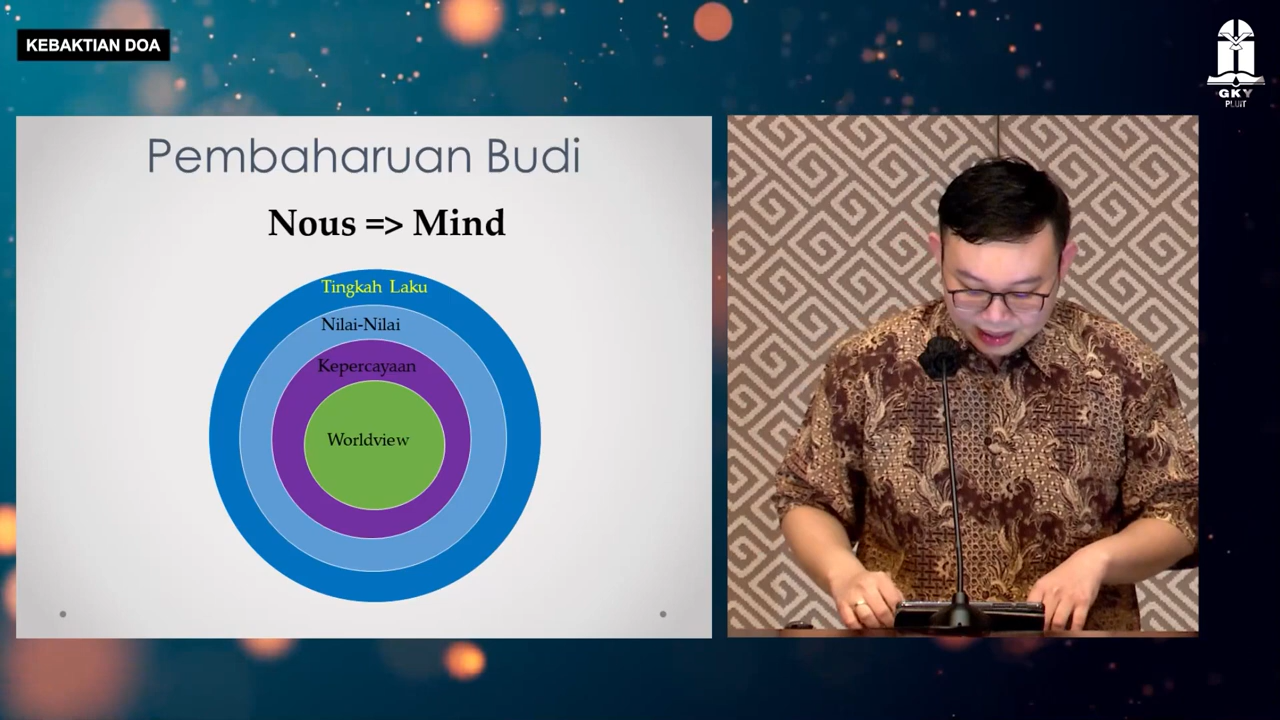 KEBAKTIAN DOA
GKY
PLUIT
Pembaharuan Budi
Nous => Mind
Tingkah Laku
Nilai-Nilai
Kepercayaan
Worldview